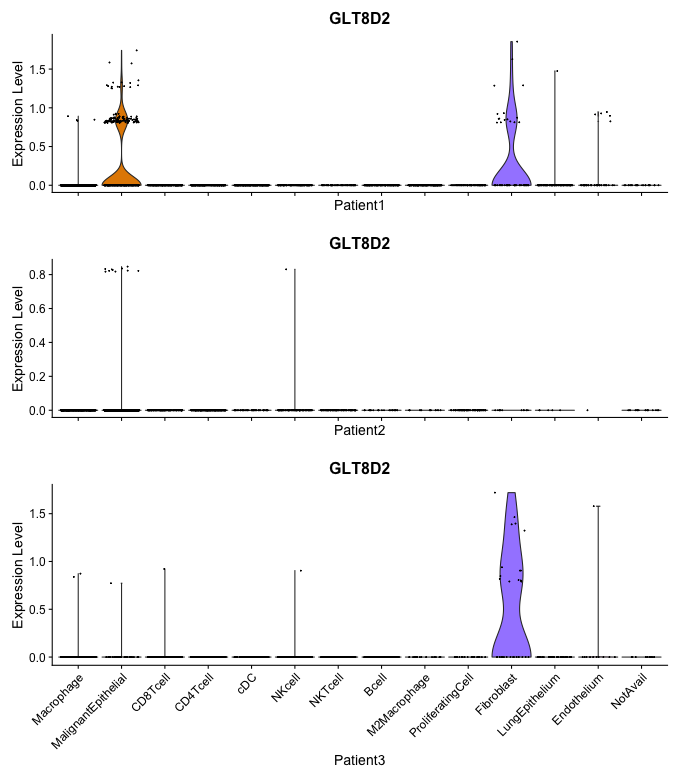 GLT8D2
Expression Level
1.5
1.0
0.5
0.0
Patient1
GLT8D2
Expression Level
0.8
0.6
0.4
0.2
0.0
Patient2
GLT8D2
Expression Level
1.5
1.0
0.5
0.0
Macrophage
MalignantEpithelial
CD8Tcell
CD4Tcell
cDC
NKcell
NKTcell
Bcell
M2Macrophage
ProliferatingCell
Fibroblast
LungEpithelium
Endothelium
NotAvail
Patient3